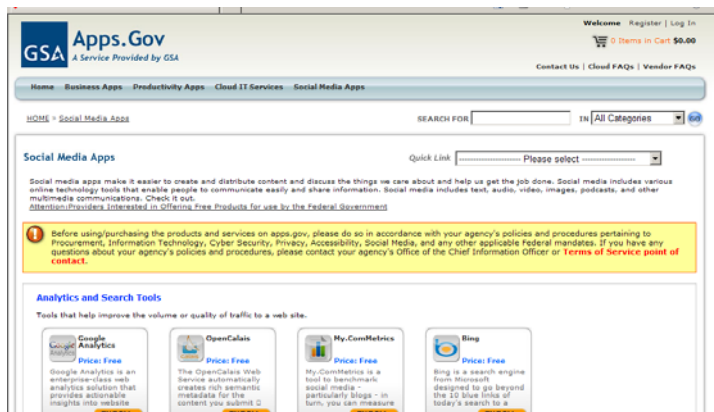 Welcome Register | Log In
GSA Apps.Gov
A Service Provided by GSA
0 Items in Cart $0.00
Contact Us | Cloud FAQs | Vendor FAQs
Home Business Apps Productivity Apps Cloud IT Services Social Media Apps
HOME > Social Media Apps SEARCH FOR IN All Categories GO
Social Media Apps Quick Link -------------------- Please select --------------------
Social media apps make it easier to create and distribute content and discuss the things we care about and help us get the job done. Social media includes various
online technology tools that enable people to communicate easily and share information. Social media includes text, audio, video, images, podcasts, and other
multimedia communications. Check it out.
Attention:Providers Interested in Offering Free Products for use by the Federal Government
Before using/purchasing the products and services on apps.gov, please do so in accordance with your agency's policies and procedures pertaining to
Procurement, Information Technology, Cyber Security, Privacy, Accessibility, Social Media, and any other applicable Federal mandates. If you have any
questions about your agency's policies and procedures, please contact your agency's Office of the Chief Information Officer or Terms of Service point of
contact.
Analytics and Search Tools
Tools that help improve the volume or quality of traffic to a web site.
Google
Analytics
Price: Free
Google Analytics is an
enterprise-class web
analytics solution that
provides actionable
insights into website
OpenCalais
Price: Free
The OpenCalais Web
Service automatically
creates rich semantic
metadata for the
content you submit
My.ComMetrics
Price: Free
My.ComMetrics is a
tool to benchmark
social media -
particularly blogs - in
turn, you can measure
Bing
Price: Free
Bing is a search engine
from Microsoft
designed to go beyond
the 10 blue links of
today's search to a